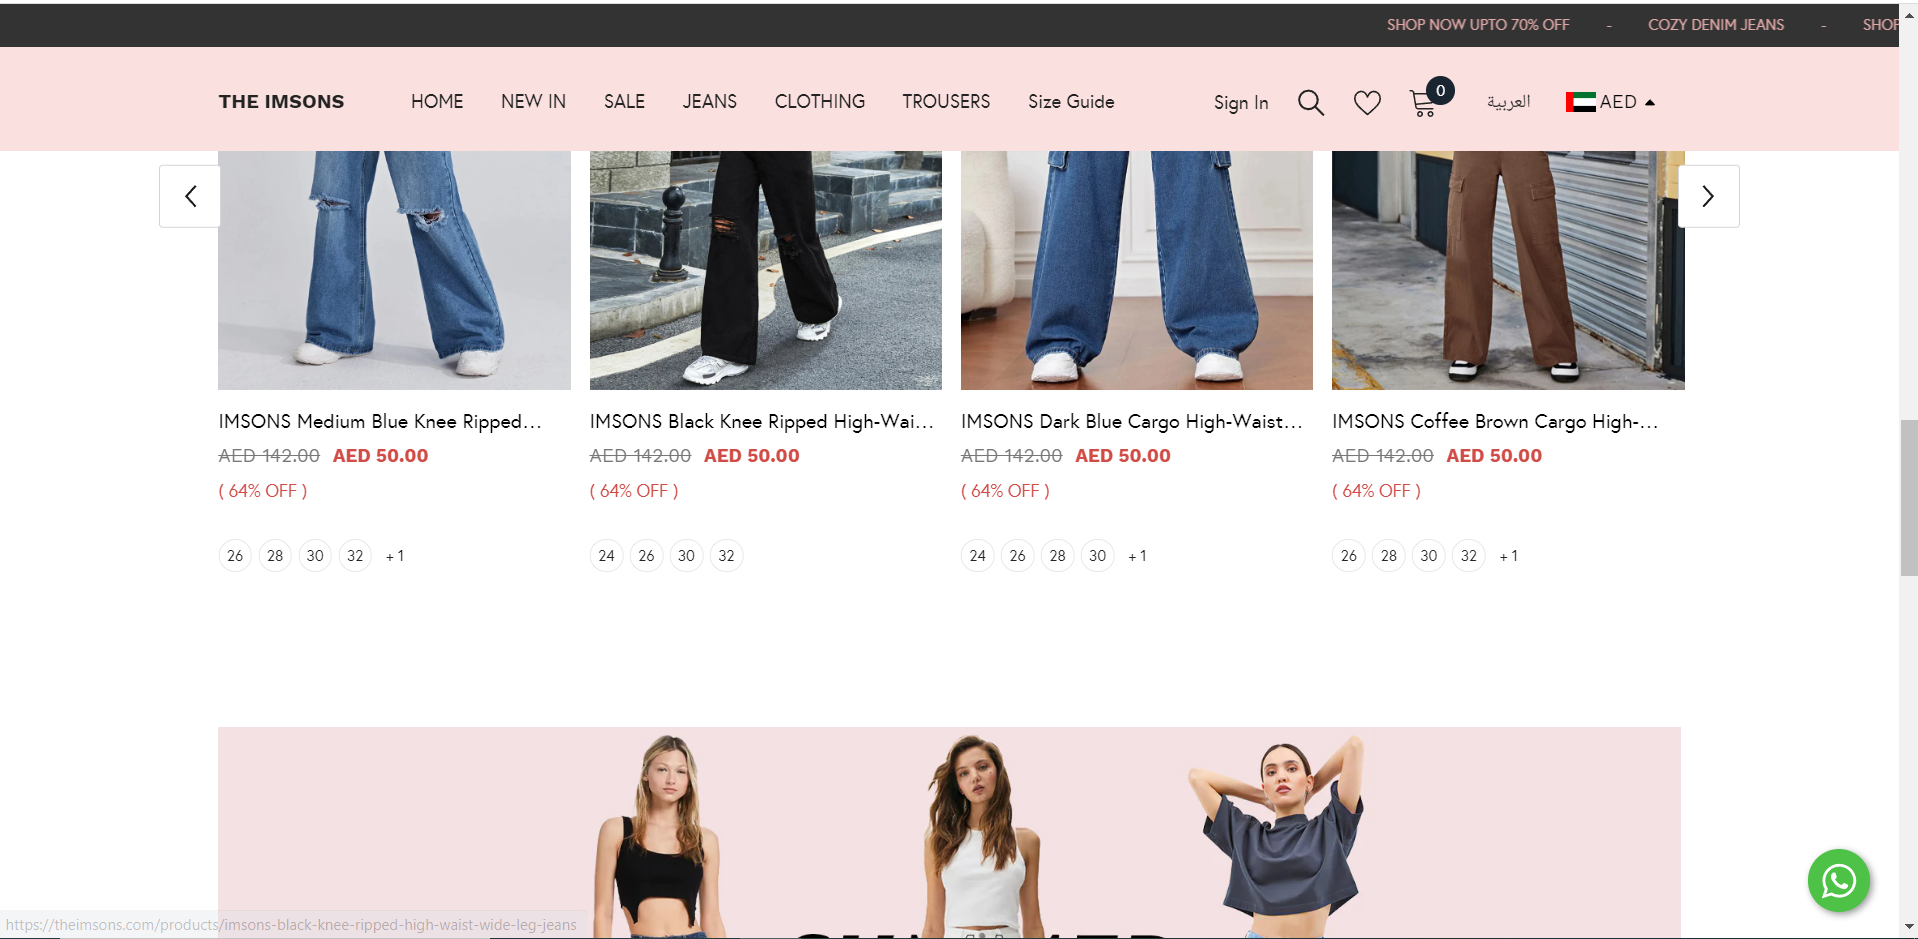 SHOP NOW UPTO 70% OFF - COZY DENIM JEANS - SHOP
THE IMSONS HOME NEW IN SALE JEANS CLOTHING TROUSERS Size Guide Sign In 0 العربية AED
IMSONS Medium Blue Knee Ripped... IMSONS Black Knee Ripped High-Wai... IMSONS Dark Blue Cargo High-Waist... IMSONS Coffee Brown Cargo High-...
AED 142.00 AED 50.00 AED 142.00 AED 50.00 AED 142.00 AED 50.00 AED 142.00 AED 50.00
( 64% OFF ) ( 64% OFF ) ( 64% OFF ) ( 64% OFF )
26 28 30 32 + 1 24 26 30 32 24 26 28 30 + 1 26 28 30 32 + 1
https://theimsons.com/products/imsons-black-knee-ripped-high-waist-wide-leg-jeans